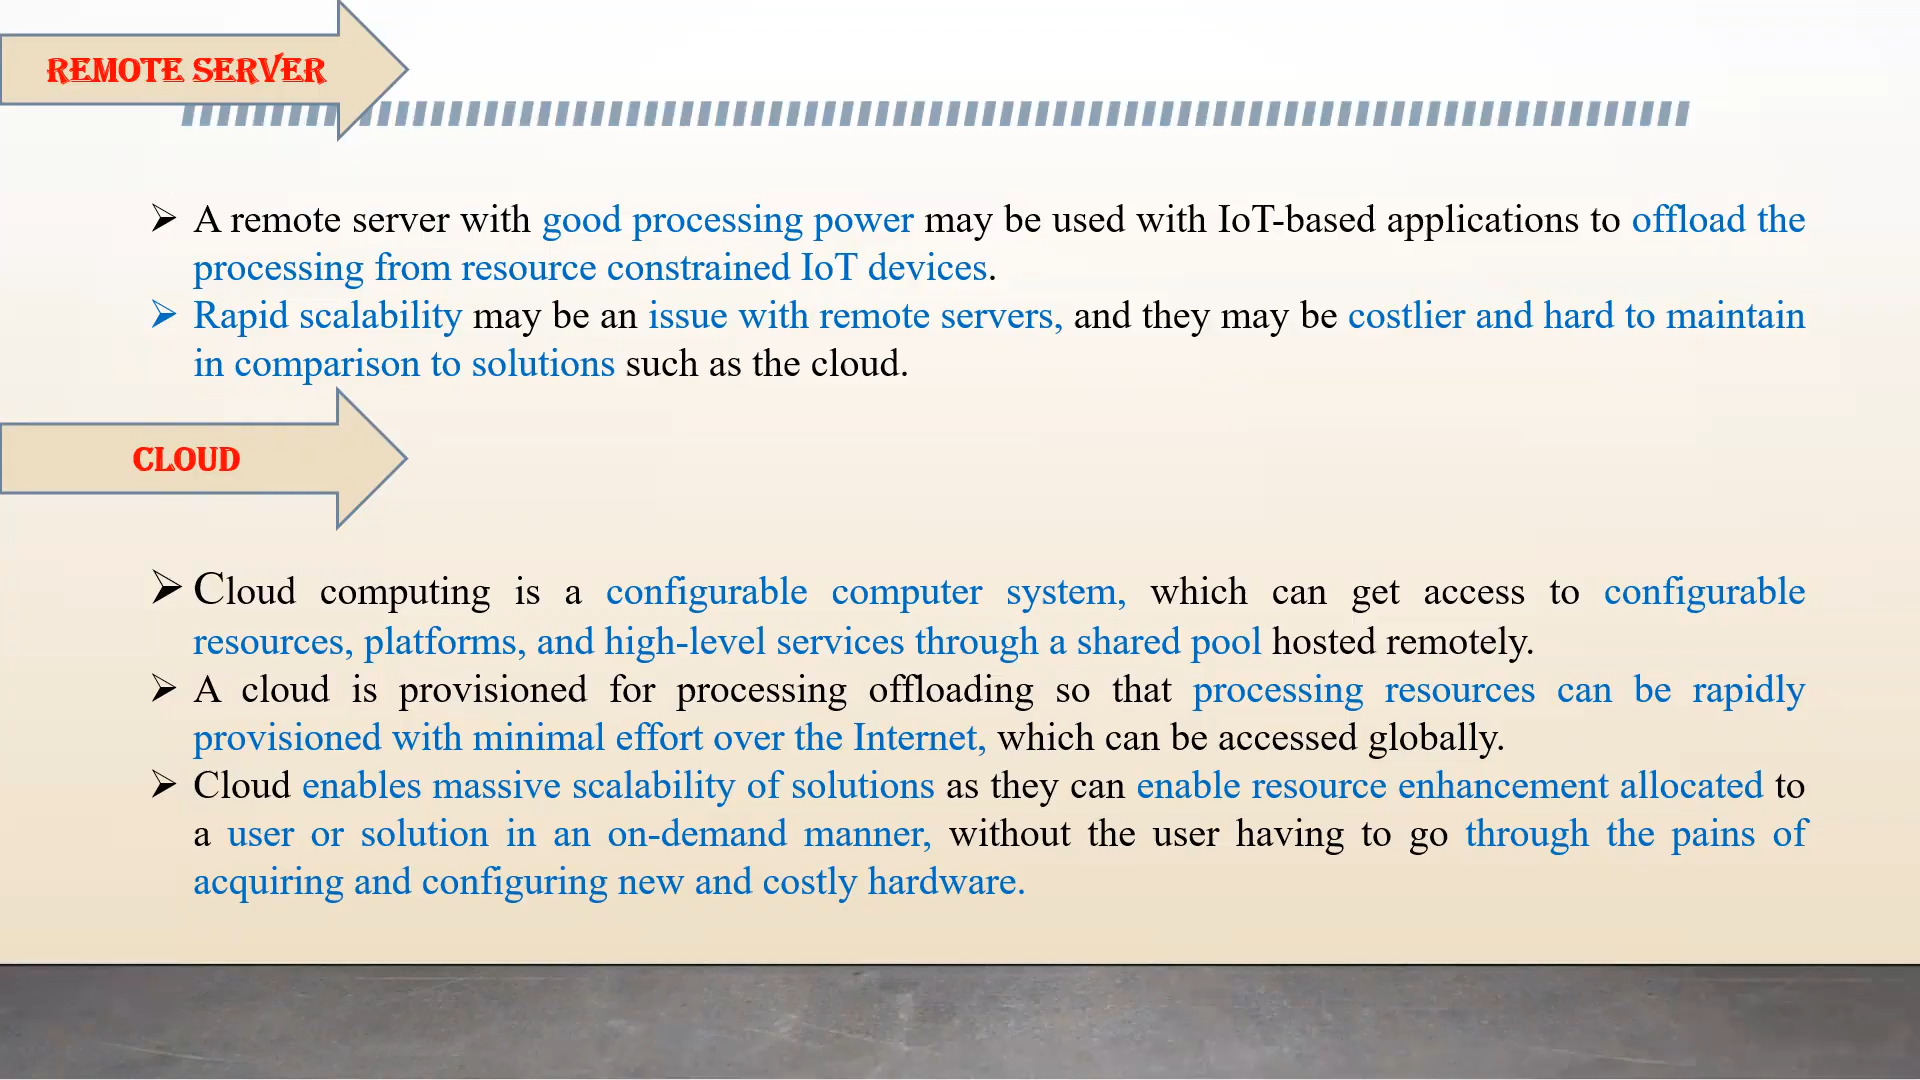 REMOTE SERVER
➢ A remote server with good processing power may be used with IoT-based applications to offload the
processing from resource constrained IoT devices.
➢ Rapid scalability may be an issue with remote servers, and they may be costlier and hard to maintain
in comparison to solutions such as the cloud.
CLOUD
➢ Cloud computing is a configurable computer system, which can get access to configurable
resources, platforms, and high-level services through a shared pool hosted remotely.
➢ A cloud is provisioned for processing offloading so that processing resources can be rapidly
provisioned with minimal effort over the Internet, which can be accessed globally.
➢ Cloud enables massive scalability of solutions as they can enable resource enhancement allocated to
a user or solution in an on-demand manner, without the user having to go through the pains of
acquiring and configuring new and costly hardware.